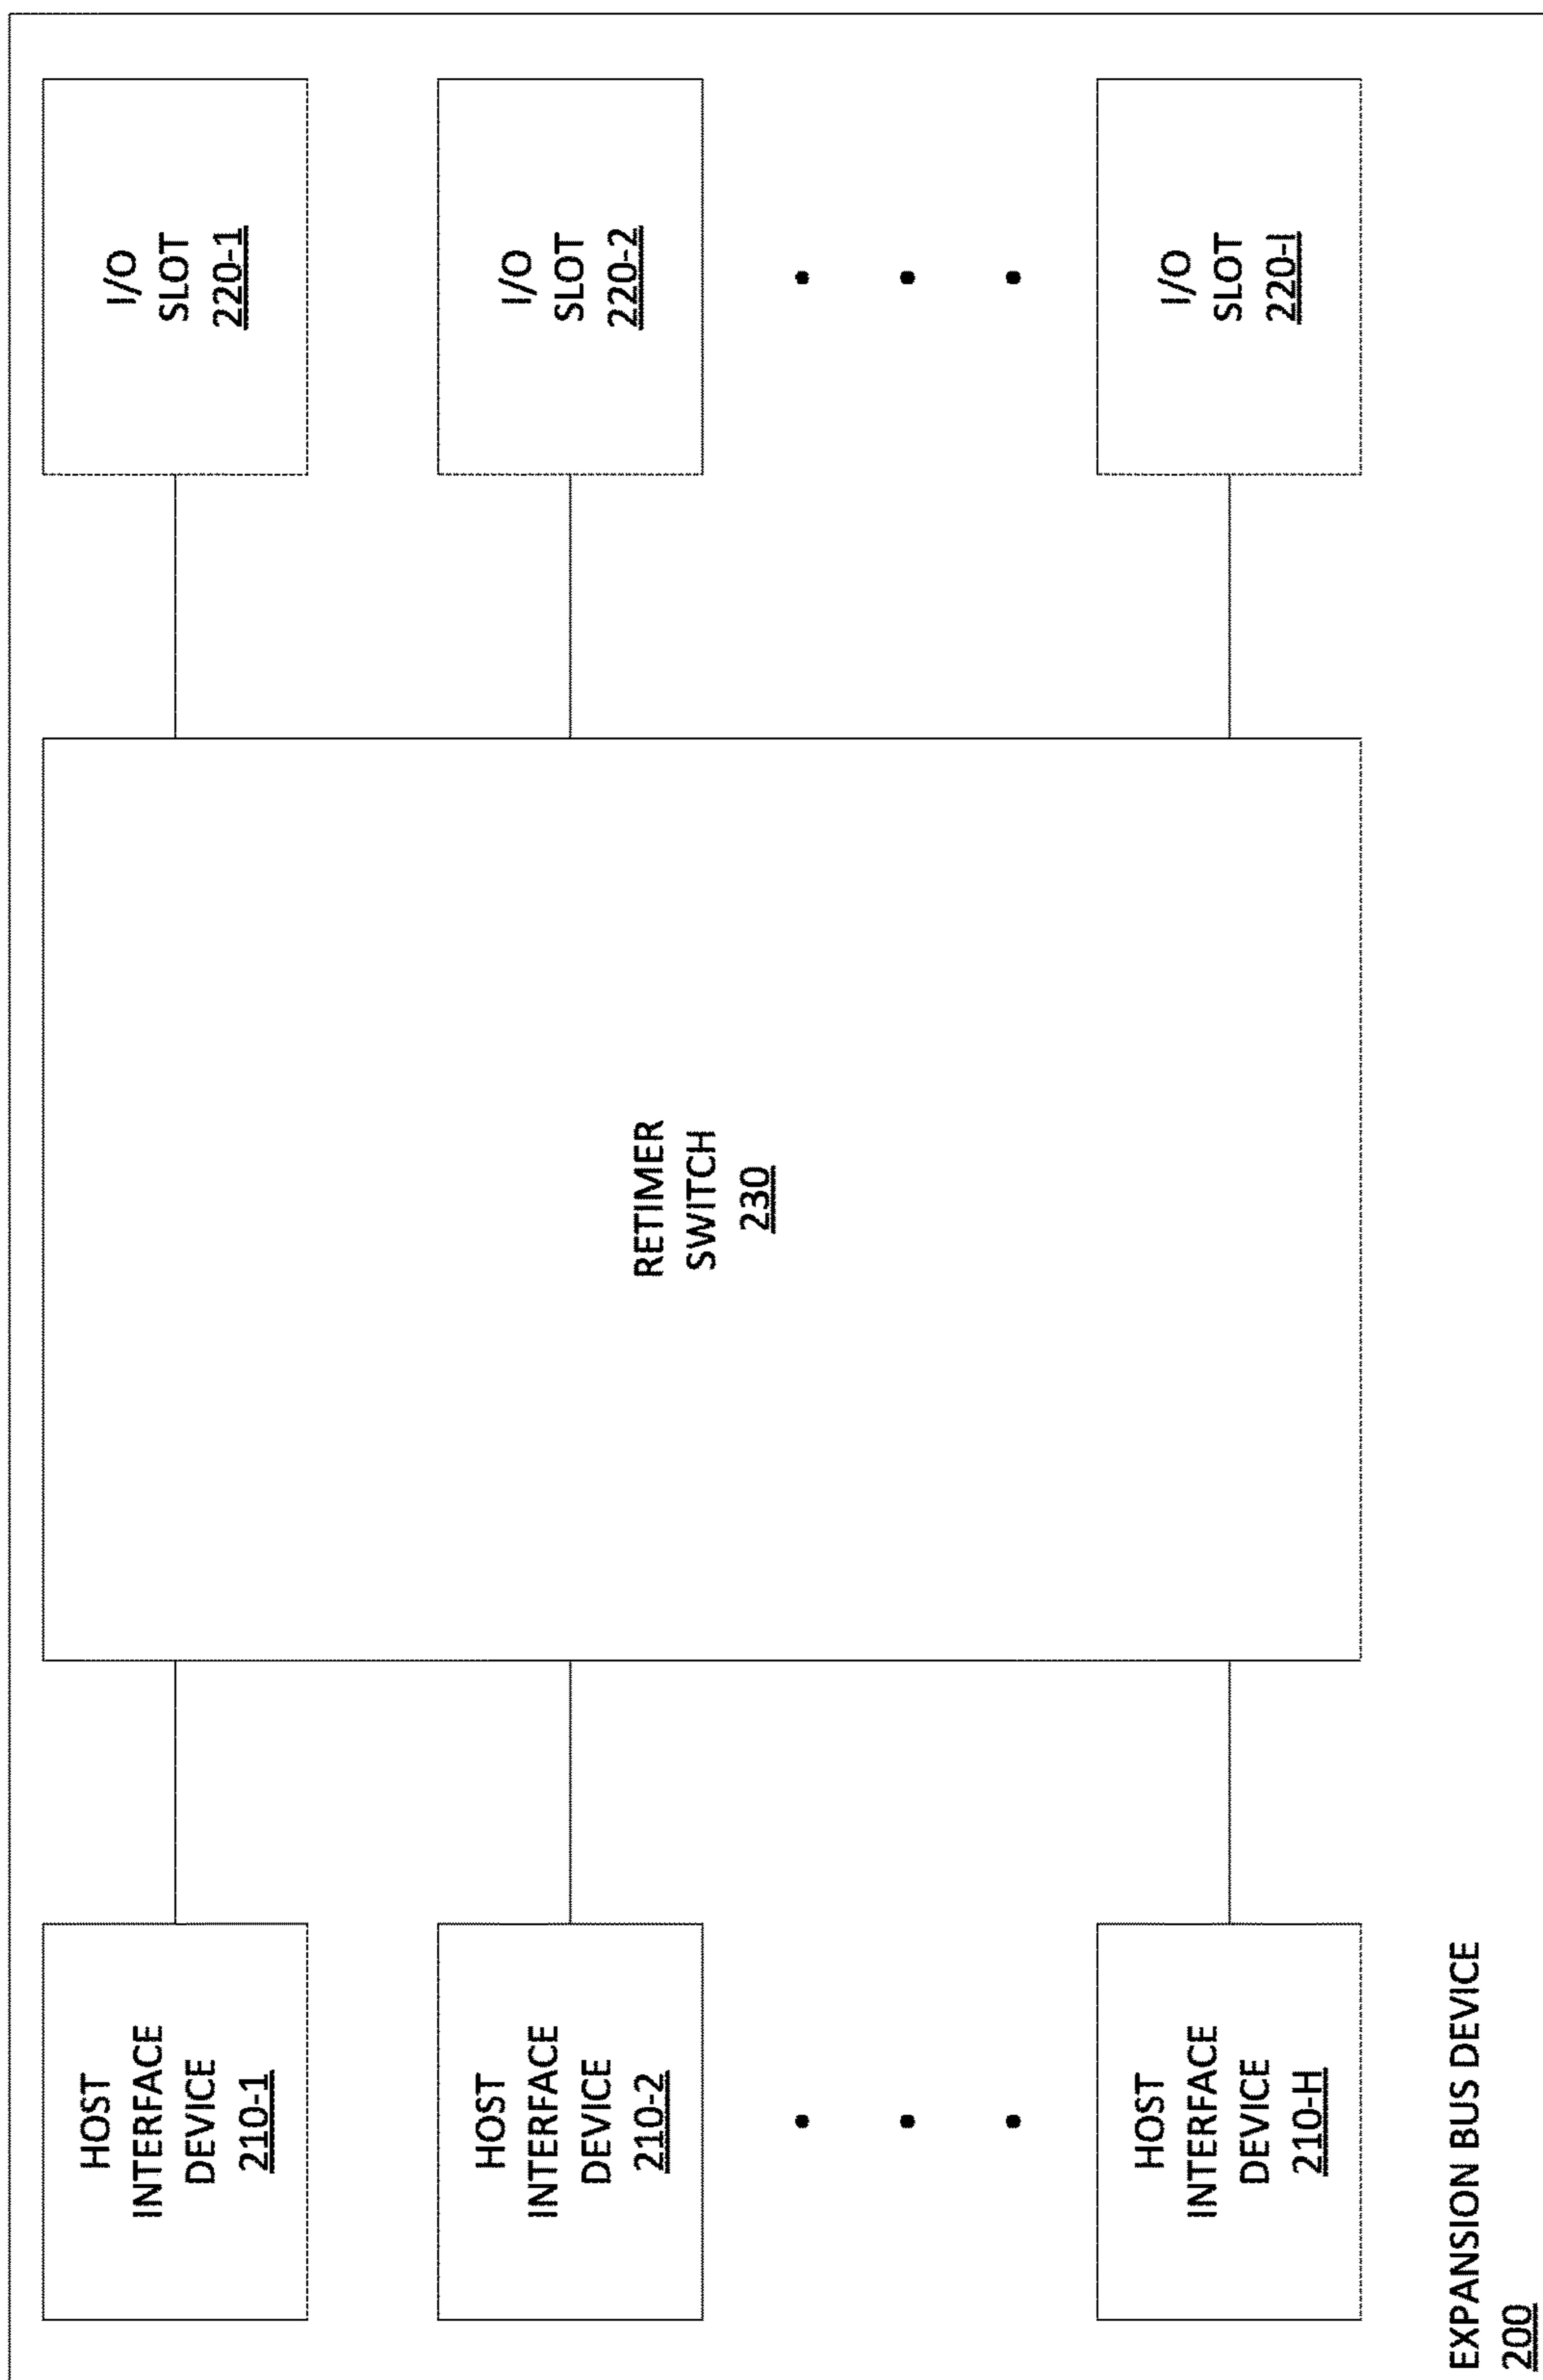 HOST
INTERFACE
DEVICE
210-1
RETIMER
SWITCH
230
I/O
SLOT
220-1
HOST
INTERFACE
DEVICE
210-2
I/O
SLOT
220-2
HOST
INTERFACE
DEVICE
210-H
I/O
SLOT
220-I
EXPANSION BUS DEVICE
200